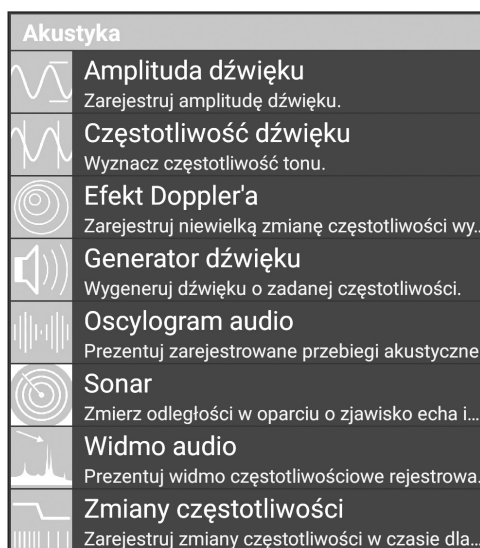 Akustyka
Amplituda dźwięku
Zarejestruj amplitudę dźwięku.
Częstotliwość dźwięku
Wyznacz częstotliwość tonu.
Efekt Doppler'a
Zarejestruj niewielką zmianę częstotliwości wy..
Generator dźwięku
Wygeneruj dźwięku o zadanej częstotliwości.
Oscylogram audio
Prezentuj zarejestrowane przebiegi akustyczne
Sonar
Zmierz odległości w oparciu o zjawisko echa i...
Widmo audio
Prezentuj widmo częstotliwościowe rejestrowa.
Zmiany częstotliwości
Zarejestruj zmiany częstotliwości w czasie dla...